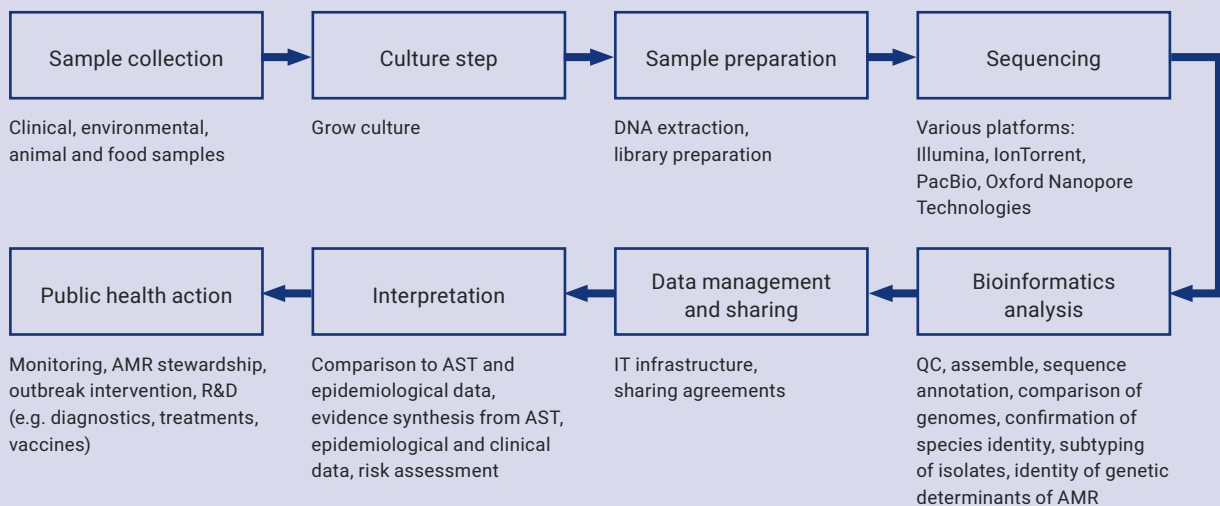 Sample collection
Culture step
Sample preparation
Sequencing
Clinical, environmental,
animal and food samples
Grow culture
DNA extraction,
library preparation
Various platforms:
Illumina, IonTorrent,
PacBio, Oxford Nanopore
Technologies
Public health action
Interpretation
Data management
and sharing
Bioinformatics
analysis
Monitoring, AMR stewardship,
outbreak intervention, R&D
(e.g. diagnostics, treatments,
vaccines)
Comparison to AST and
epidemiological data,
evidence synthesis from AST,
epidemiological and clinical
data, risk assessment
IT infrastructure,
sharing agreements
QC, assemble, sequence
annotation, comparison of
genomes, confirmation of
species identity, subtyping
of isolates, identity of genetic
determinants of AMR